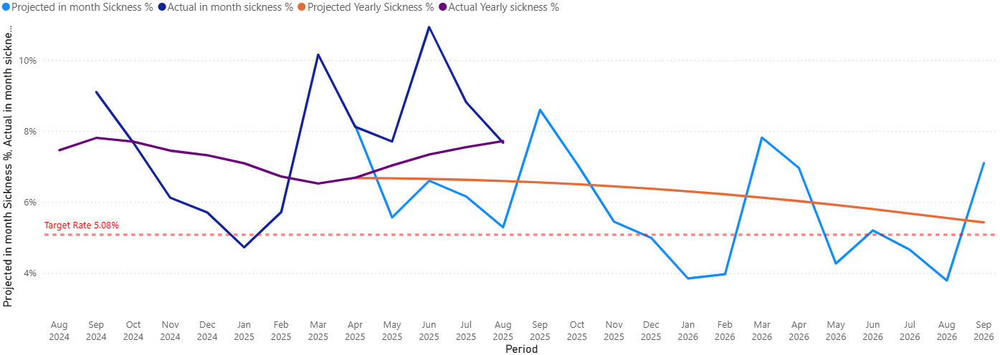 Projected in month Sickness % Actual in month sickness % Projected Yearly Sickness % Actual Yearly sickness %
Projected in month Sickness %, Actual in month sickne...
10%
8%
6%
Target Rate 5.08%
4%
Aug Sep Oct Nov Dec Jan Feb Mar Apr May Jun Jul Aug Sep Oct Nov Dec Jan Feb Mar Apr May Jun Jul Aug Sep
2024 2024 2024 2024 2024 2025 2025 2025 2025 2025 2025 2025 2025 2025 2025 2025 2025 2026 2026 2026 2026 2026 2026 2026 2026 2026
Period